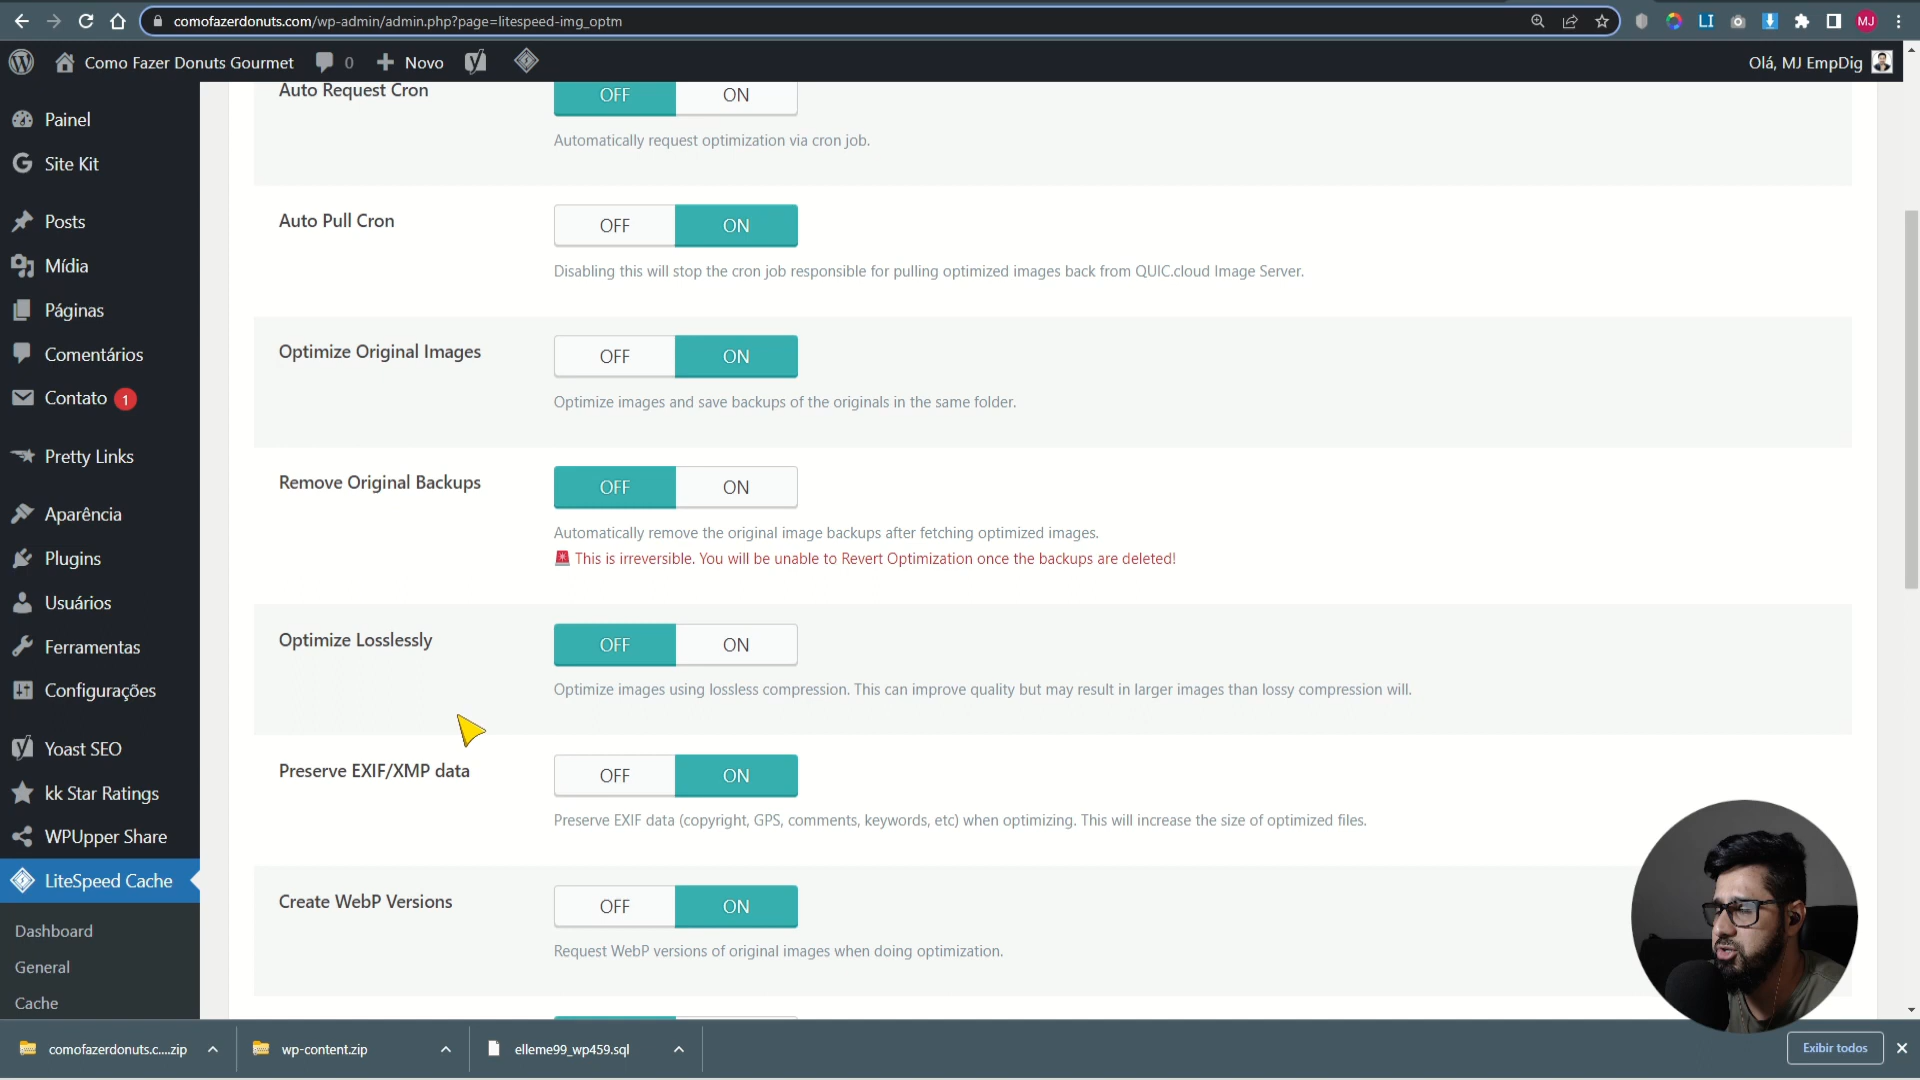 comofazerdonuts.com/wp-admin/admin.php?page=litespeed-img_optm
LI
MJ
Como Fazer Donuts Gourmet
0
Novo
Olá, MJ EmpDig
Painel
Site Kit
Posts
Mídia
Páginas
Comentários
Contato 1
Pretty Links
Aparência
Plugins
Usuários
Ferramentas
Configurações
Yoast SEO
kk Star Ratings
WPUpper Share
LiteSpeed Cache
Dashboard
General
Cache
Auto Request Cron
OFF ON
Automatically request optimization via cron job.
Auto Pull Cron
OFF ON
Disabling this will stop the cron job responsible for pulling optimized images back from QUIC.cloud Image Server.
Optimize Original Images
OFF ON
Optimize images and save backups of the originals in the same folder.
Remove Original Backups
OFF ON
Automatically remove the original image backups after fetching optimized images.
🚨 This is irreversible. You will be unable to Revert Optimization once the backups are deleted!
Optimize Losslessly
OFF ON
Optimize images using lossless compression. This can improve quality but may result in larger images than lossy compression will.
Preserve EXIF/XMP data
OFF ON
Preserve EXIF data (copyright, GPS, comments, keywords, etc) when optimizing. This will increase the size of optimized files.
Create WebP Versions
OFF ON
Request WebP versions of original images when doing optimization.
comofazerdonuts.c....zip
wp-content.zip
elleme99_wp459.sql
Exibir todos